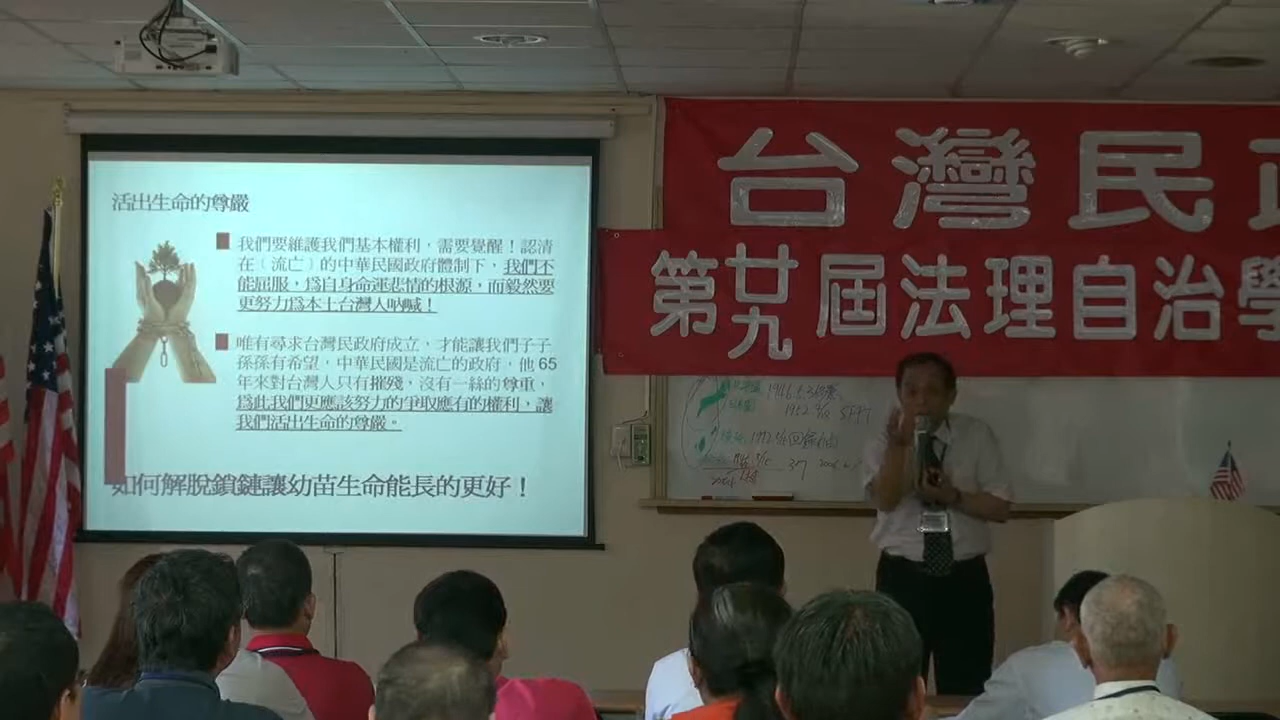 活出生命的尊嚴
我們要維護我們基本權利，需要覺醒！認清
在﹝流亡﹞的中華民國政府體制下，我們不
能屈服，為自身命運悲情的根源，而毅然要
更努力為本土台灣人吶喊！
唯有尋求台灣民政府成立，才能讓我們子子
孫孫有希望，中華民國是流亡的政府，他 65
年來對台灣人只有摧殘，沒有一絲的尊重，
為此我們更應該努力的爭取應有的權利，讓
我們活出生命的尊嚴。
如何解脫鎖鏈讓幼苗生命能長的更好！
台灣民
第廿九屆法理自治學
1946
1952 SFPT
1972
37